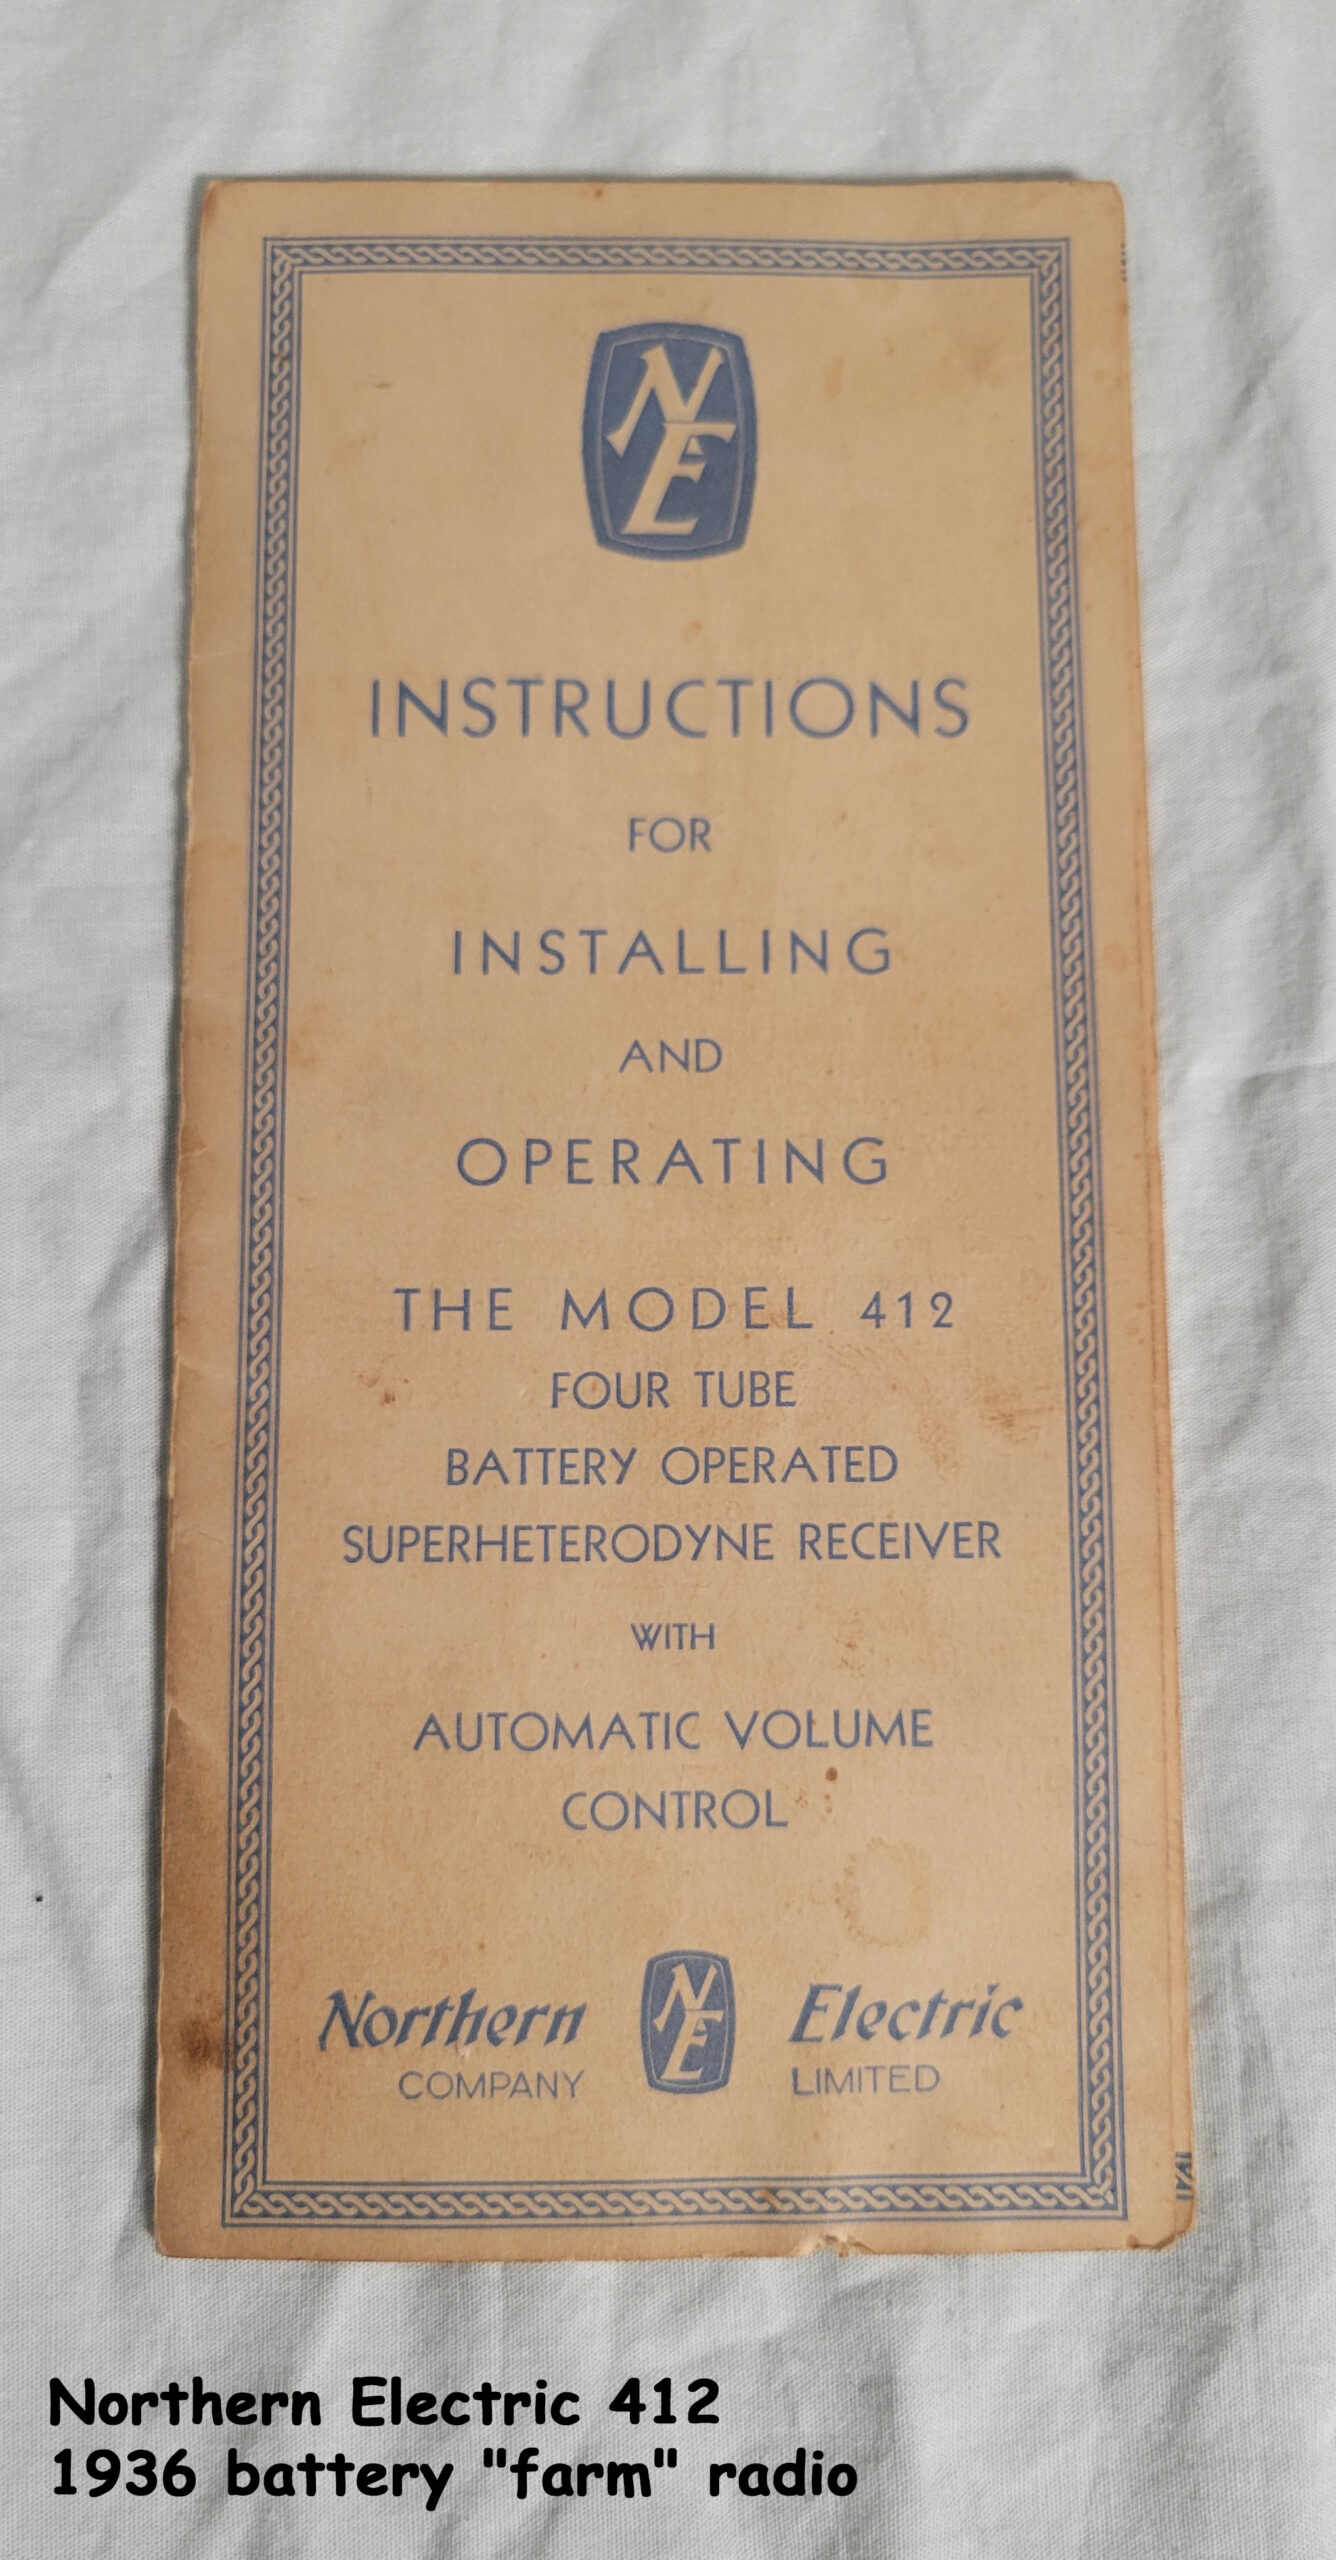 NE
INSTRUCTIONS
FOR
INSTALLING
AND
OPERATING
THE MODEL 412
FOUR TUBE
BATTERY OPERATED
SUPERHETERODYNE RECEIVER
WITH
AUTOMATIC VOLUME
CONTROL
Northern NE Electric
COMPANY LIMITED
Northern Electric 412
1936 battery "farm" radio